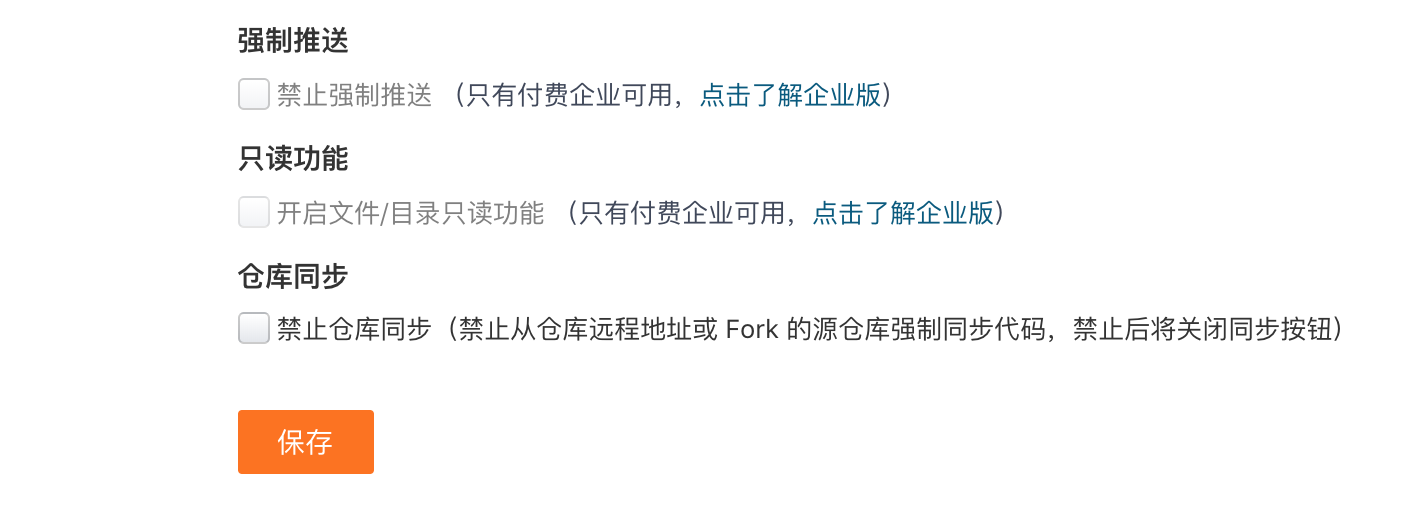 强制推送
禁止强制推送 （只有付费企业可用，点击了解企业版）
只读功能
开启文件/目录只读功能 （只有付费企业可用，点击了解企业版）
仓库同步
禁止仓库同步（禁止从仓库远程地址或 Fork 的源仓库强制同步代码，禁止后将关闭同步按钮）
保存